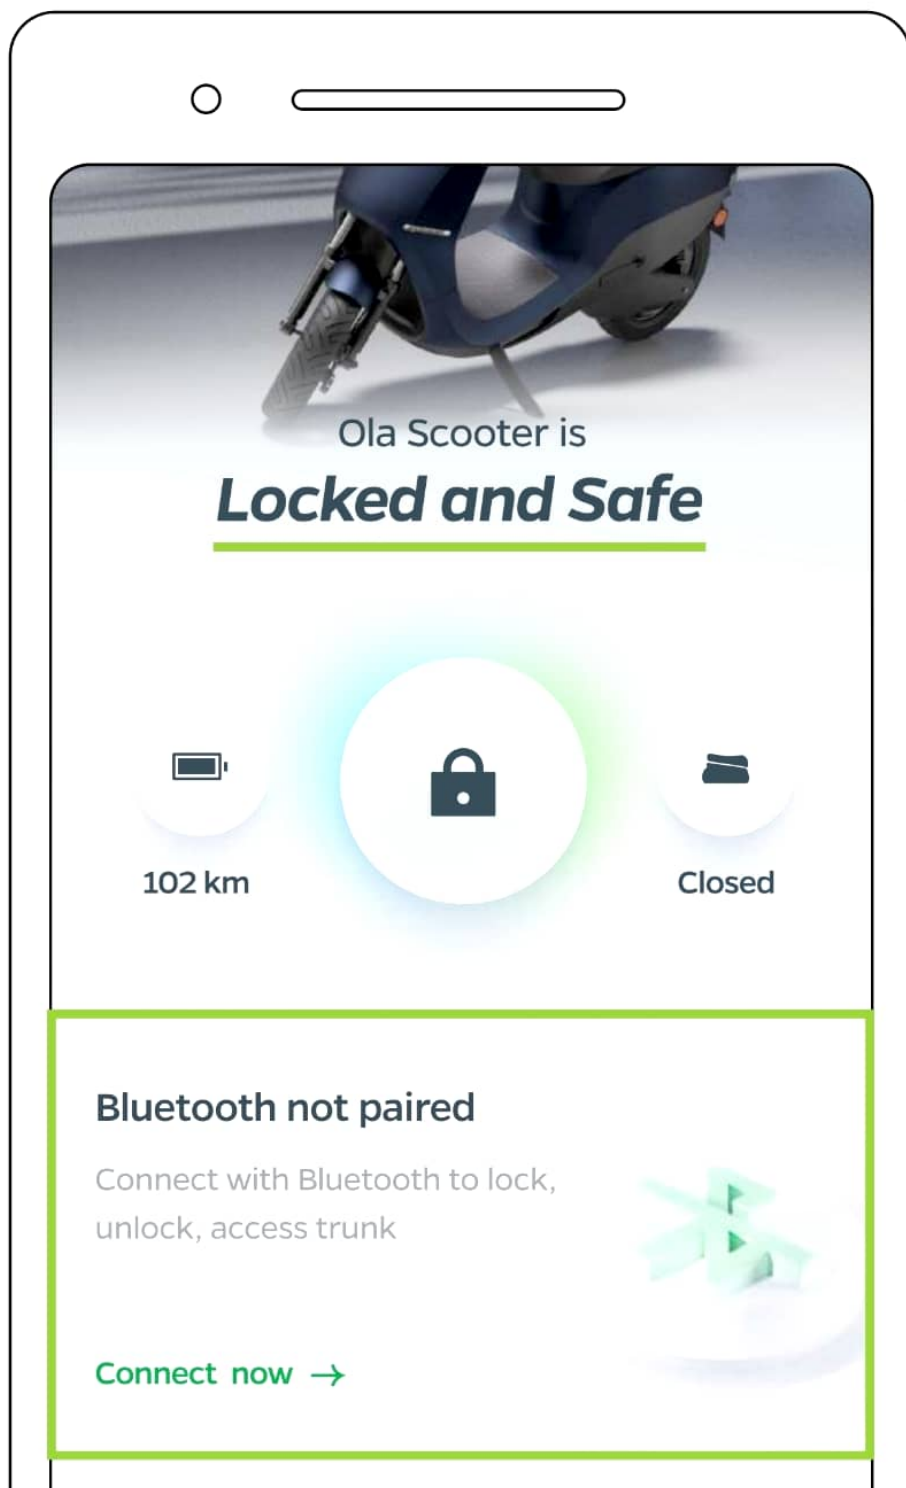 Ola Scooter is
Locked and Safe
102 km
Closed
Bluetooth not paired
Connect with Bluetooth to lock,
unlock, access trunk
Connect now →